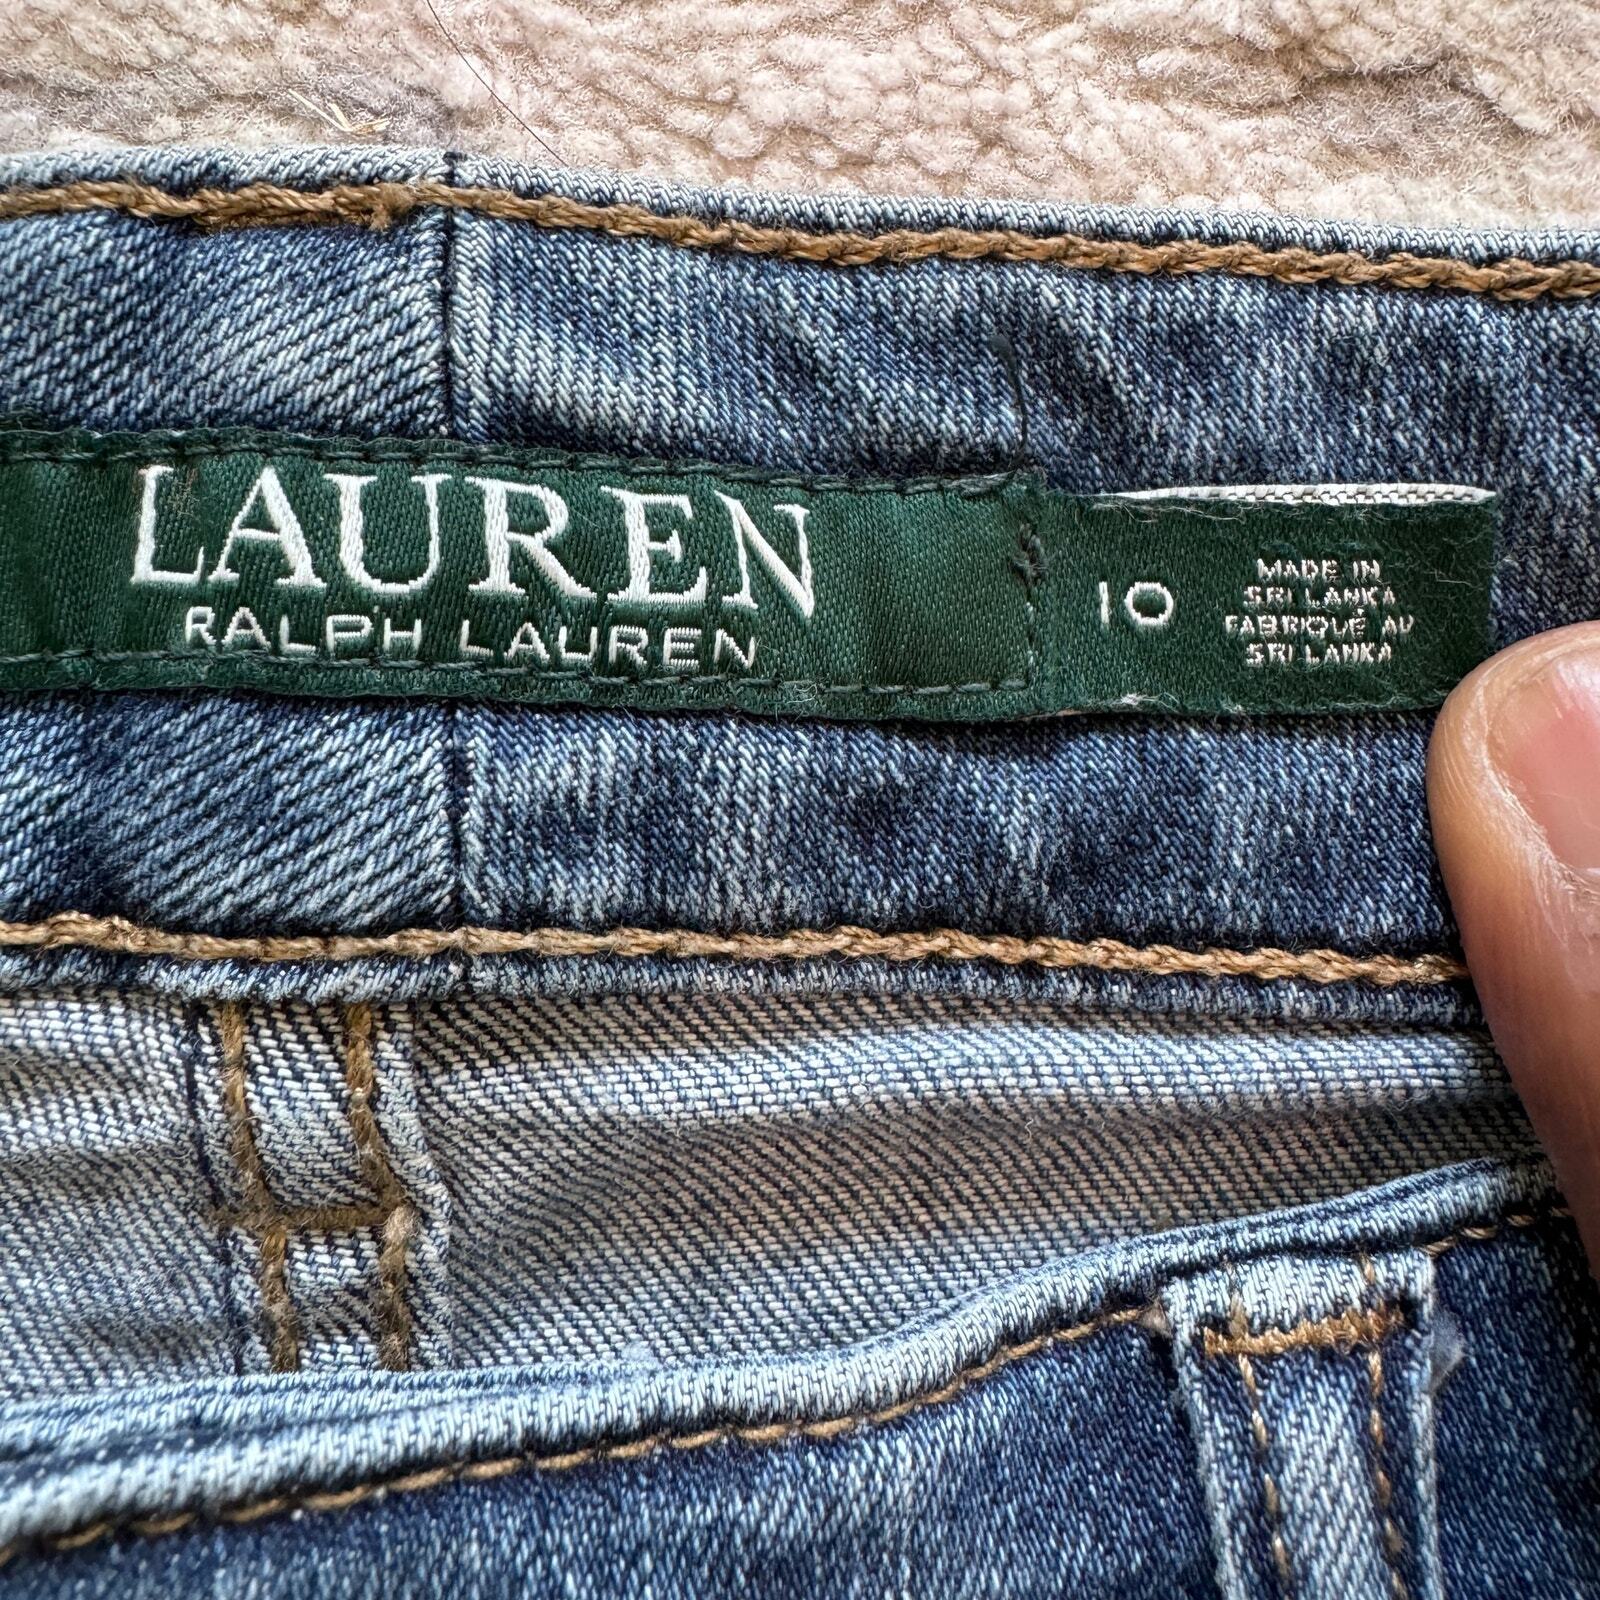 LAUREN
RALPH LAUREN
10
MADE IN
SRI LANKA
FABRIQUÉ AU
SRI LANKA